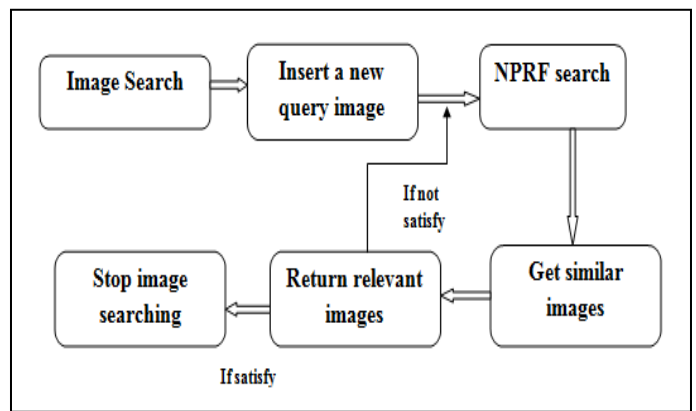 Image Search
Insert a new
query image
NPRF search
If not
satisfy
Stop image
searching
Return relevant
images
Get similar
images
If satisfy